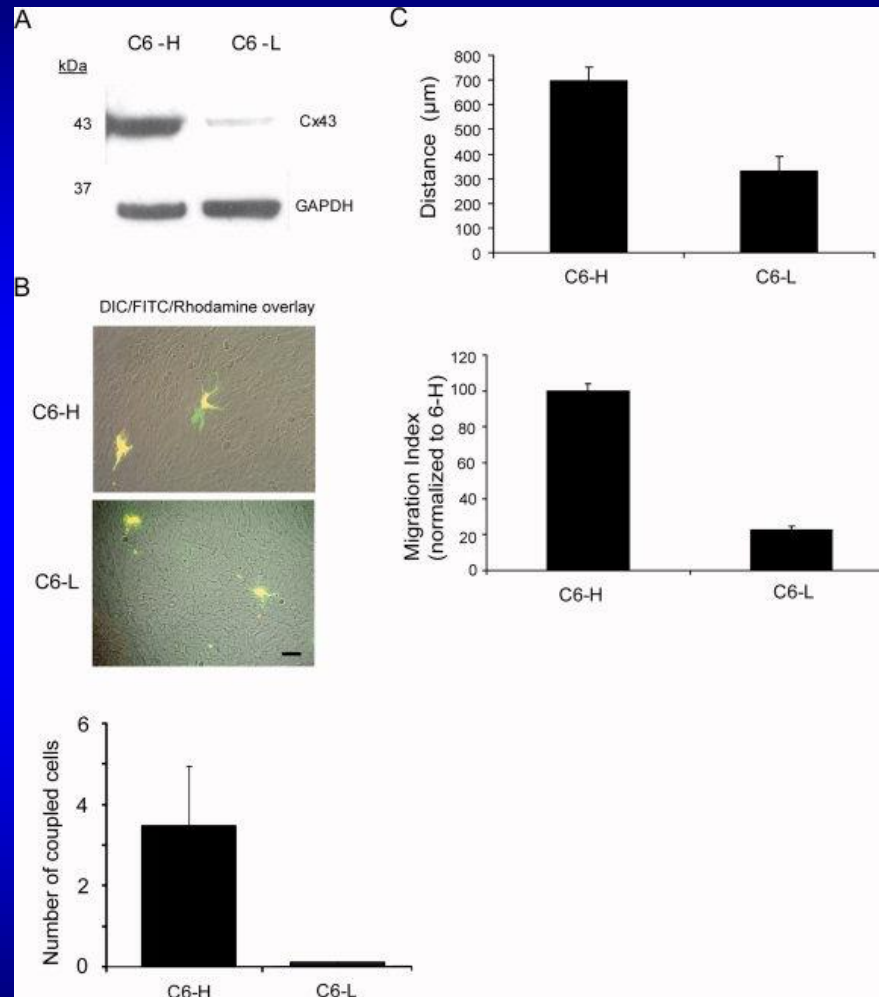 A
C6 -H C6 -L
kDa
43
Cx43
37
GAPDH
B
DIC/FITC/Rhodamine overlay
C6-H
C6-L
Number of coupled cells
6
4
2
0
C6-H C6-L
C
Distance (µm)
800
700
600
500
400
300
200
100
0
C6-H C6-L
Migration Index
(normalized to 6-H)
120
100
80
60
40
20
0
C6-H C6-L